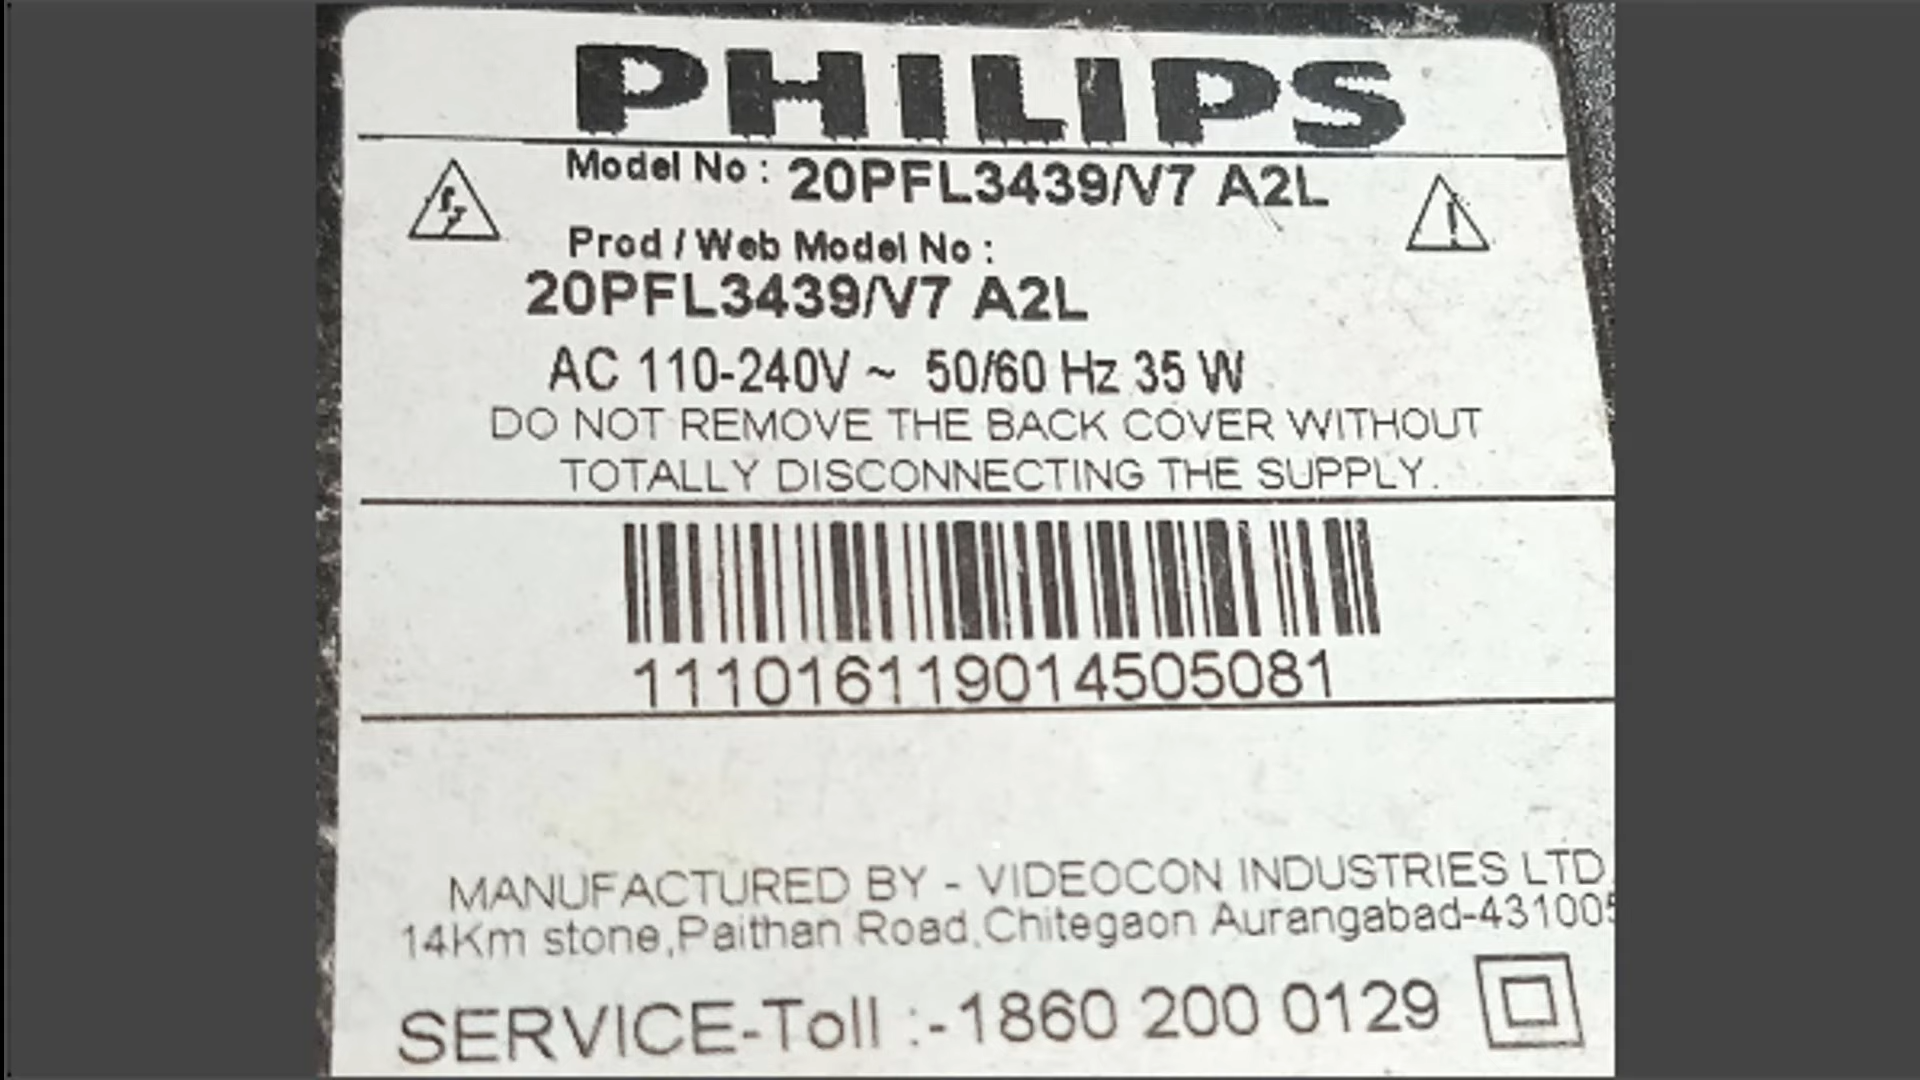 PHILIPS
Model No : 20PFL3439/V7 A2L
Prod / Web Model No :
20PFL3439/V7 A2L
AC 110-240V ~ 50/60 Hz 35 W
DO NOT REMOVE THE BACK COVER WITHOUT
TOTALLY DISCONNECTING THE SUPPLY.
111016119014505081
MANUFACTURED BY - VIDEOCON INDUSTRIES LTD
14Km stone,Paithan Road,Chitegaon Aurangabad-431005
SERVICE-Toll :-1860 200 0129